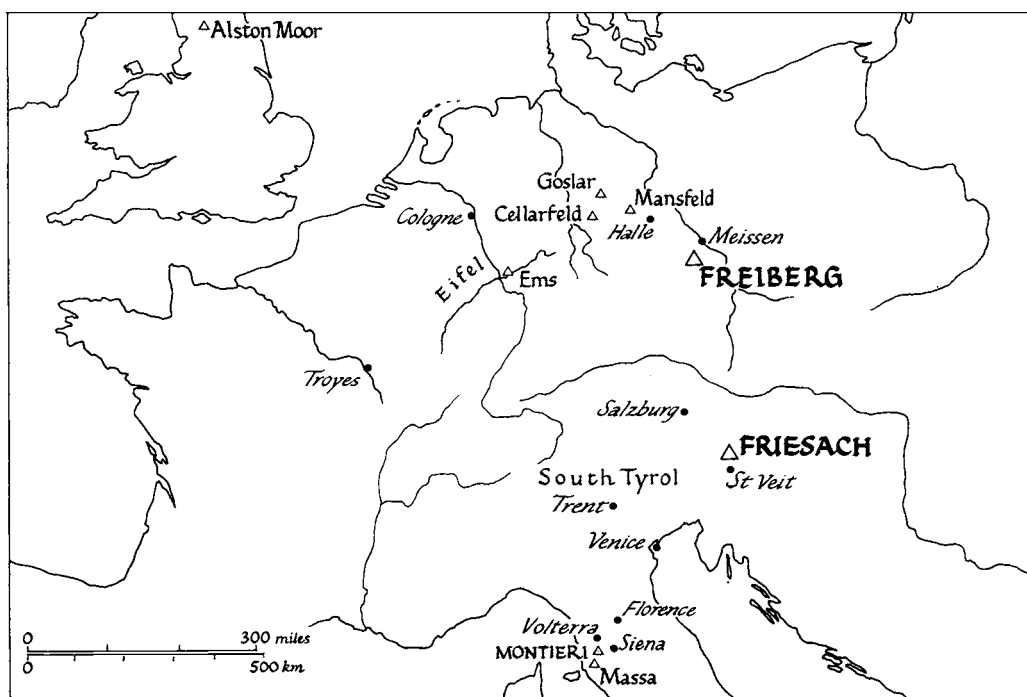 Alston Moor
Goslar
Mansfeld
Cellarfeld
Cologne
Halle
Meissen
Eifel
Ems
FREIBERG
Troyes
Salzburg
FRIESACH
St Veit
South Tyrol
Trent
Venice
Florence
Volterra
Siena
MONTIERI
Massa
0 300 miles
0 500 km